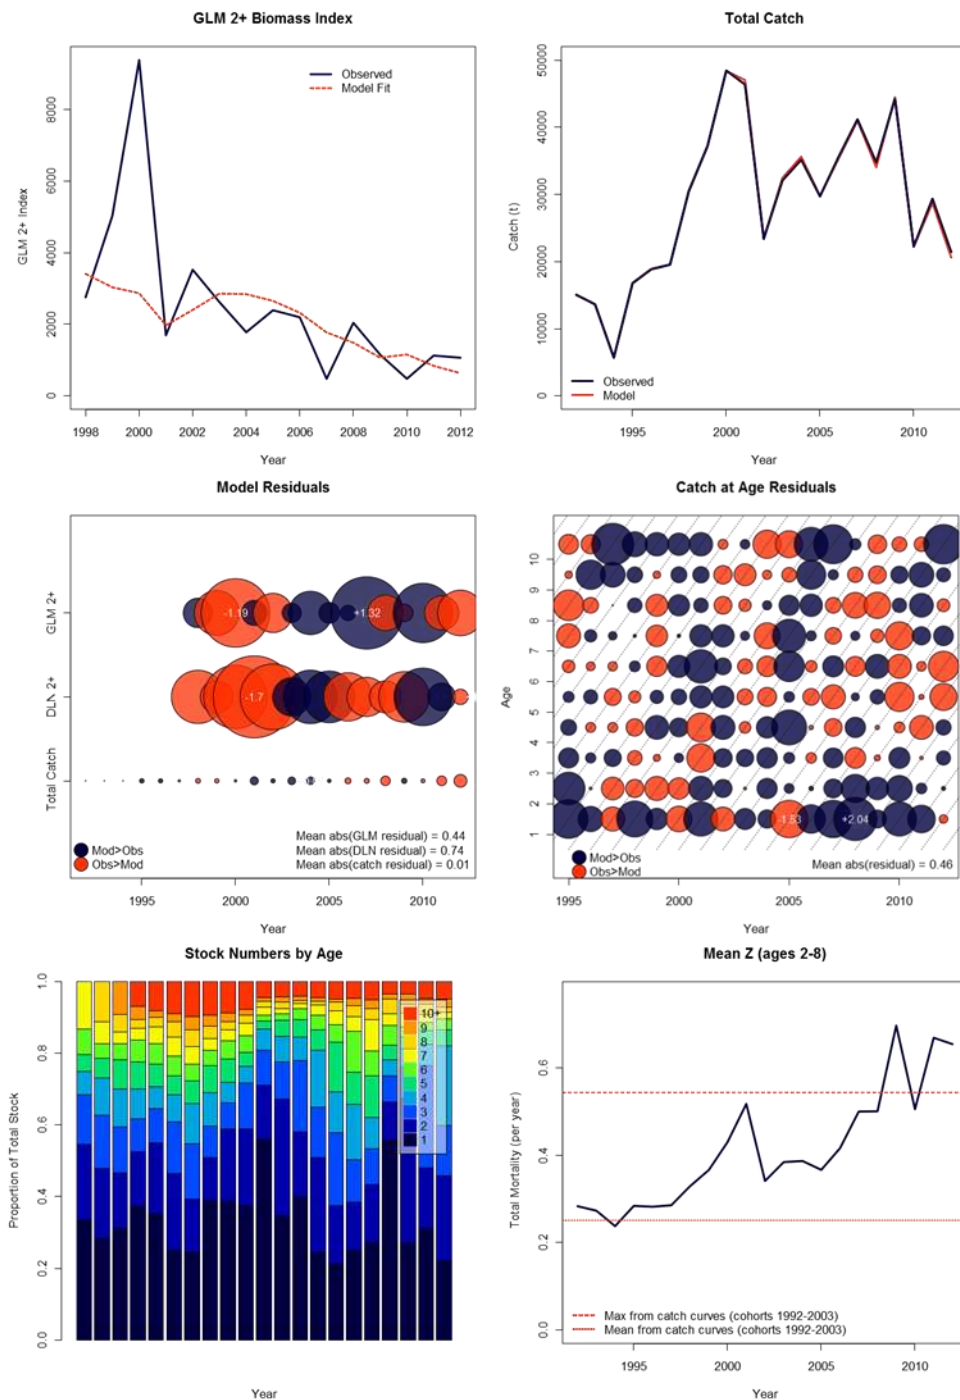 GLM 2+ Biomass Index
Observed
Model Fit
GLM 2+ Index
8000
6000
4000
2000
0
1998 2000 2002 2004 2006 2008 2010 2012
Year
Total Catch
Catch (t)
50000
40000
30000
20000
10000
0
Observed
Model
1995 2000 2005 2010
Year
Model Residuals
GLM 2+
DLN 2+
Total Catch
-1.19
+1.32
-1.7
Mean abs(GLM residual) = 0.44
Mean abs(DLN residual) = 0.74
Mean abs(catch residual) = 0.01
Mod>Obs
Obs>Mod
1995 2000 2005 2010
Year
Catch at Age Residuals
Age
10
9
8
7
6
5
4
3
2
1
-1.53
+2.04
Mod>Obs
Obs>Mod
Mean abs(residual) = 0.46
1995 2000 2005 2010
Year
Stock Numbers by Age
Proportion of Total Stock
1.0
0.8
0.6
0.4
0.2
0.0
10+
9
8
7
6
5
4
3
2
1
Year
Mean Z (ages 2-8)
Total Mortality (per year)
0.6
0.4
0.2
0.0
Max from catch curves (cohorts 1992-2003)
Mean from catch curves (cohorts 1992-2003)
1995 2000 2005 2010
Year